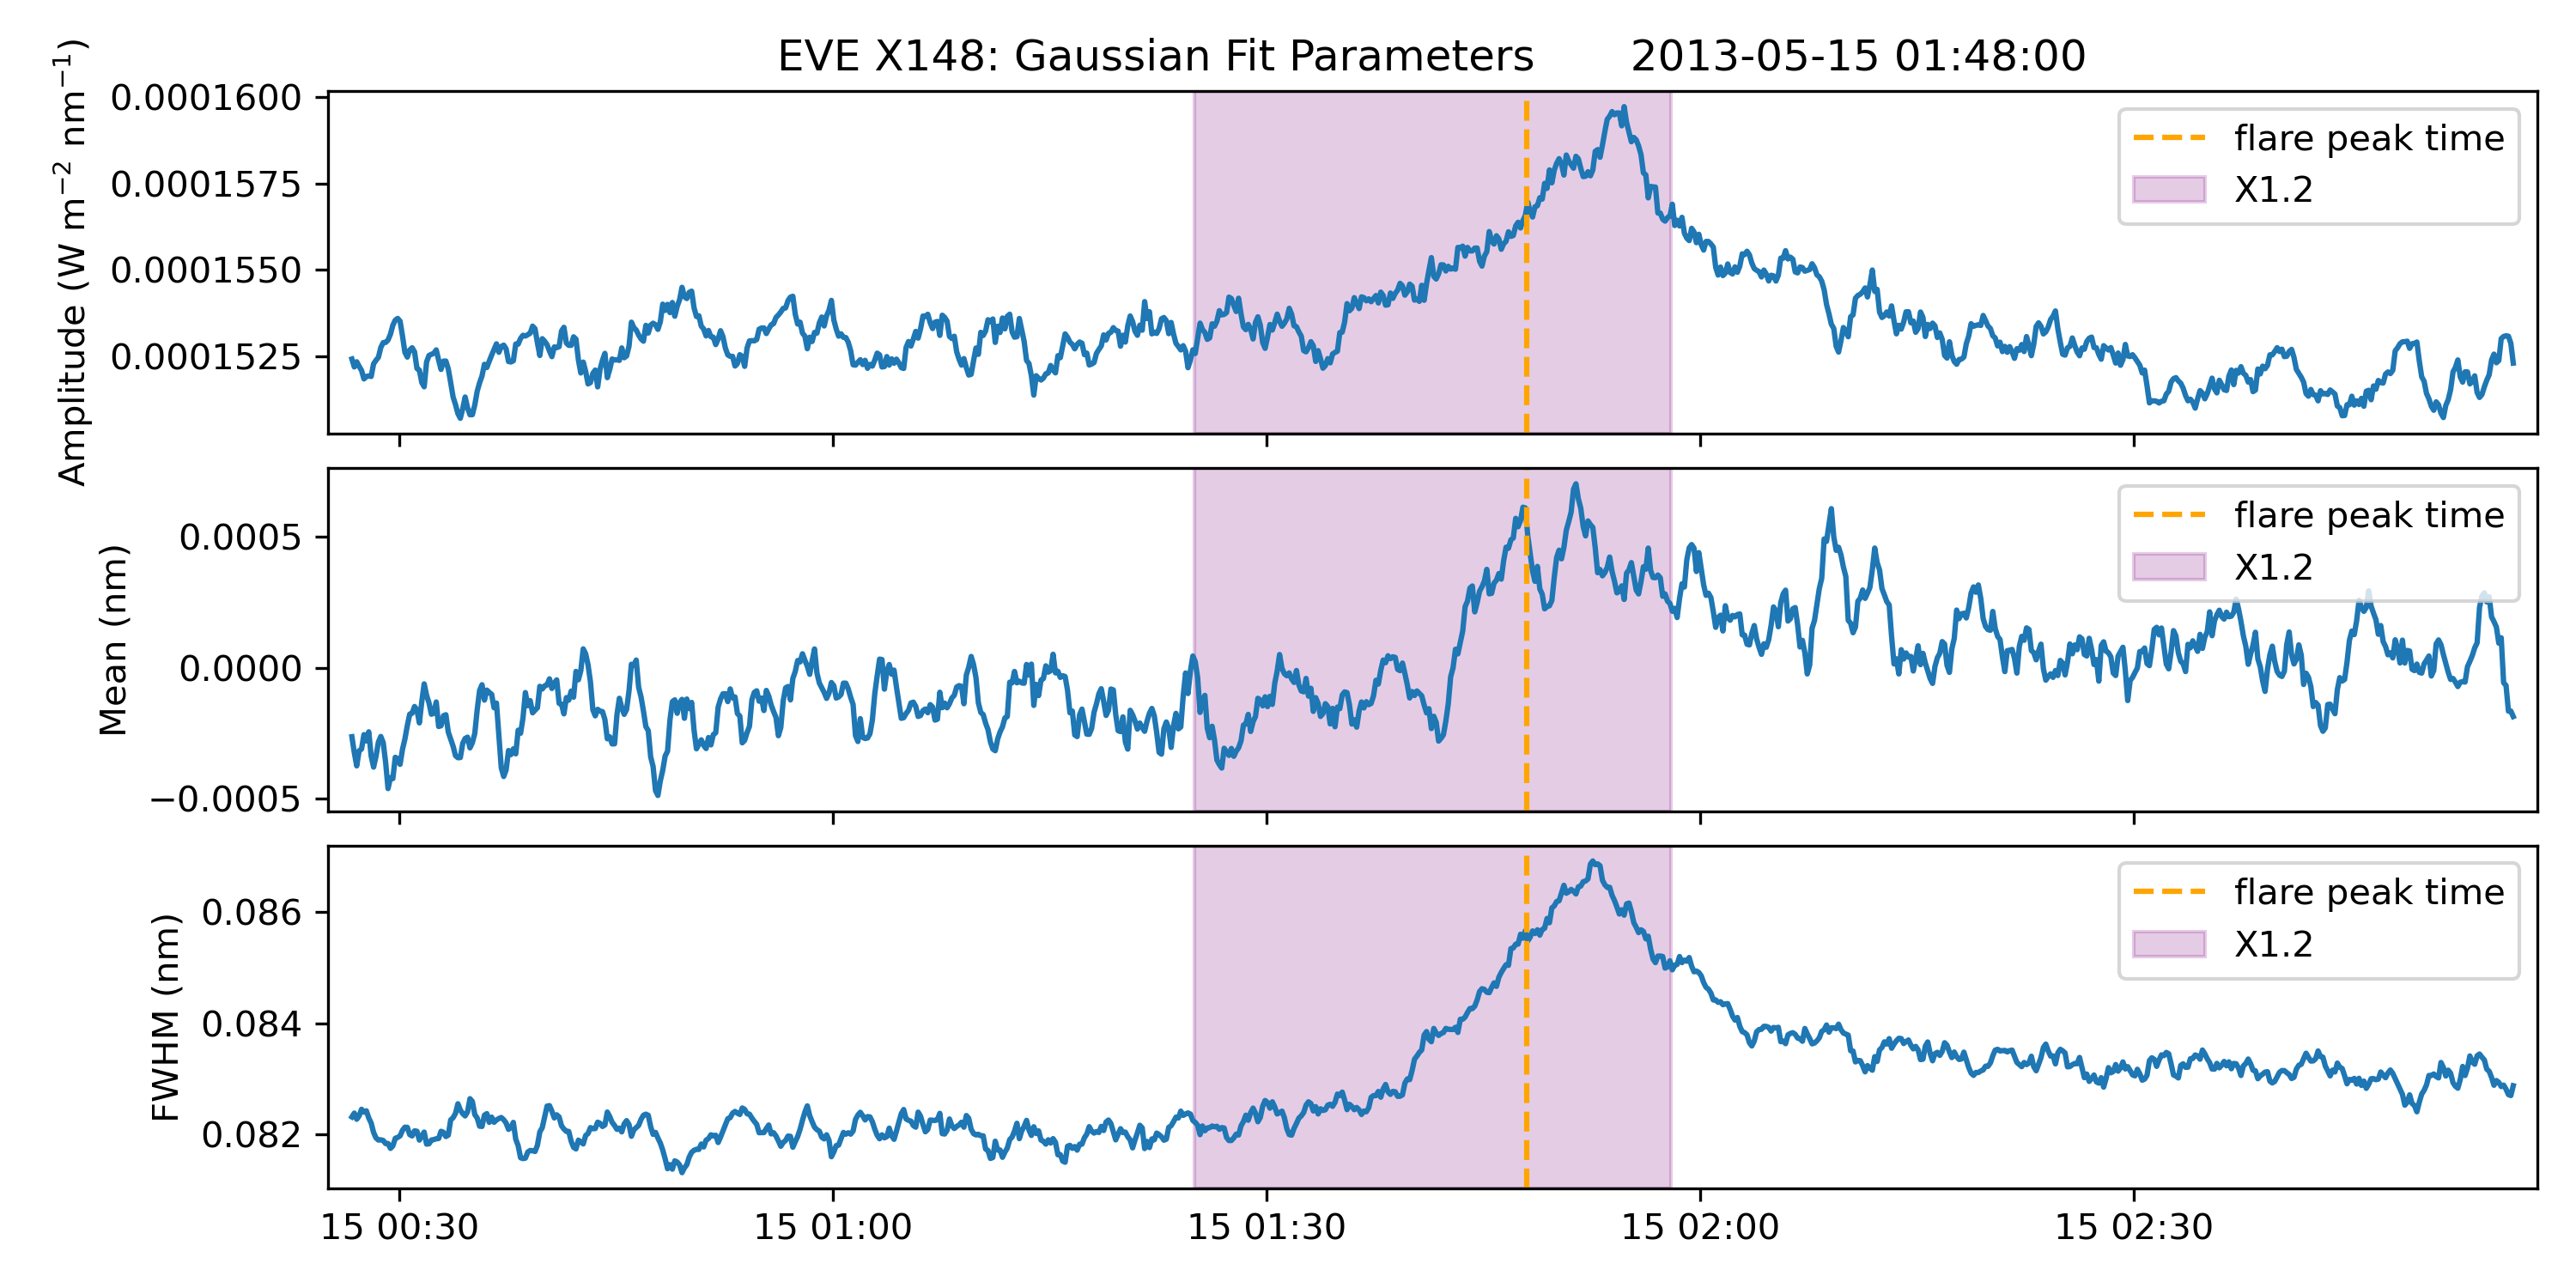 EVE X148: Gaussian Fit Parameters 2013-05-15 01:48:00
Amplitude (W m⁻² nm⁻¹)
0.0001600
0.0001575
0.0001550
0.0001525
flare peak time
X1.2
Mean (nm)
0.0005
0.0000
−0.0005
flare peak time
X1.2
FWHM (nm)
0.086
0.084
0.082
flare peak time
X1.2
15 00:30 15 01:00 15 01:30 15 02:00 15 02:30